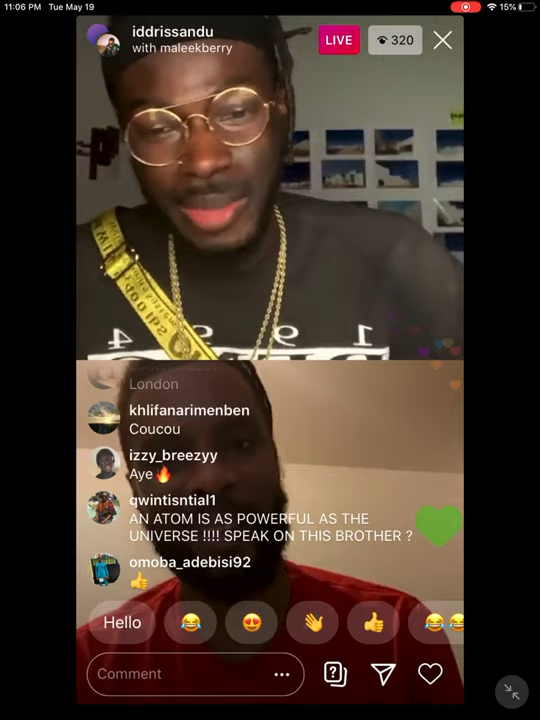 11:06 PM Tue May 19
15%
iddrissandu
with maleekberry
LIVE
320
London
khlifanarimenben
Coucou
izzy_breezyy
Aye🔥
qwintisntial1
AN ATOM IS AS POWERFUL AS THE
UNIVERSE !!!! SPEAK ON THIS BROTHER ?
omoba_adebisi92
👍
Hello 😂 😍 👋 👍 😂😂
Comment